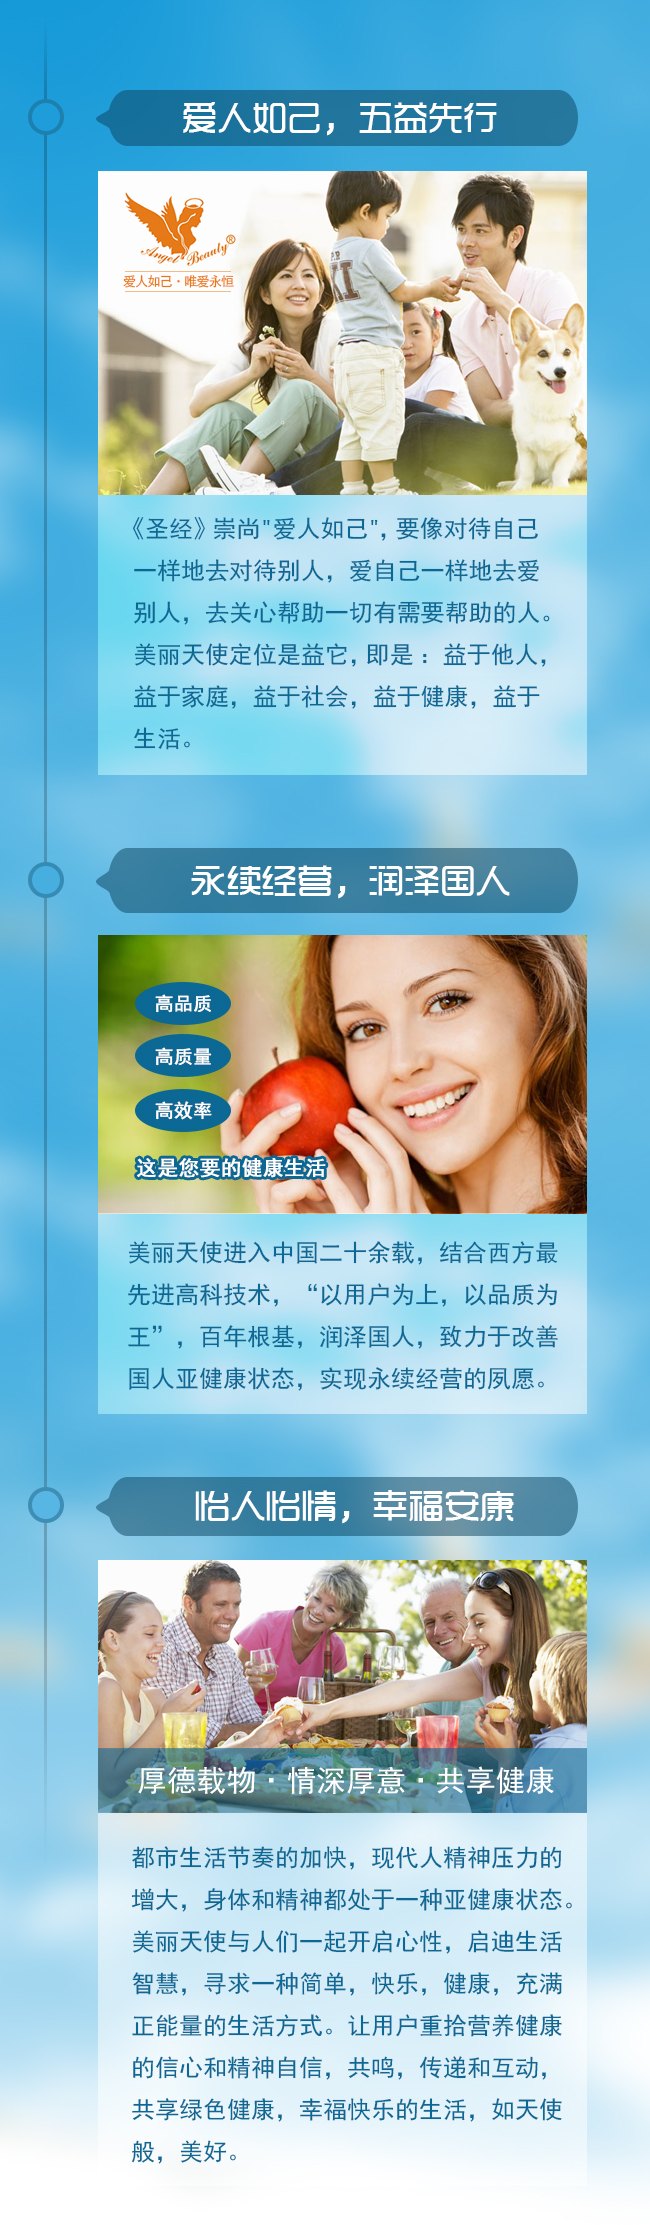 爱人如己，五益先行
Angel Beauty®
爱人如己·唯爱永恒
《圣经》崇尚"爱人如己"，要像对待自己
一样地去对待别人，爱自己一样地去爱
别人，去关心帮助一切有需要帮助的人。
美丽天使定位是益它，即是：益于他人，
益于家庭，益于社会，益于健康，益于
生活。
永续经营，润泽国人
高品质
高质量
高效率
这是您要的健康生活
美丽天使进入中国二十余载，结合西方最
先进高科技术，“以用户为上，以品质为
王”，百年根基，润泽国人，致力于改善
国人亚健康状态，实现永续经营的夙愿。
怡人怡情，幸福安康
厚德载物·情深厚意·共享健康
都市生活节奏的加快，现代人精神压力的
增大，身体和精神都处于一种亚健康状态。
美丽天使与人们一起开启心性，启迪生活
智慧，寻求一种简单，快乐，健康，充满
正能量的生活方式。让用户重拾营养健康
的信心和精神自信，共鸣，传递和互动，
共享绿色健康，幸福快乐的生活，如天使
般，美好。